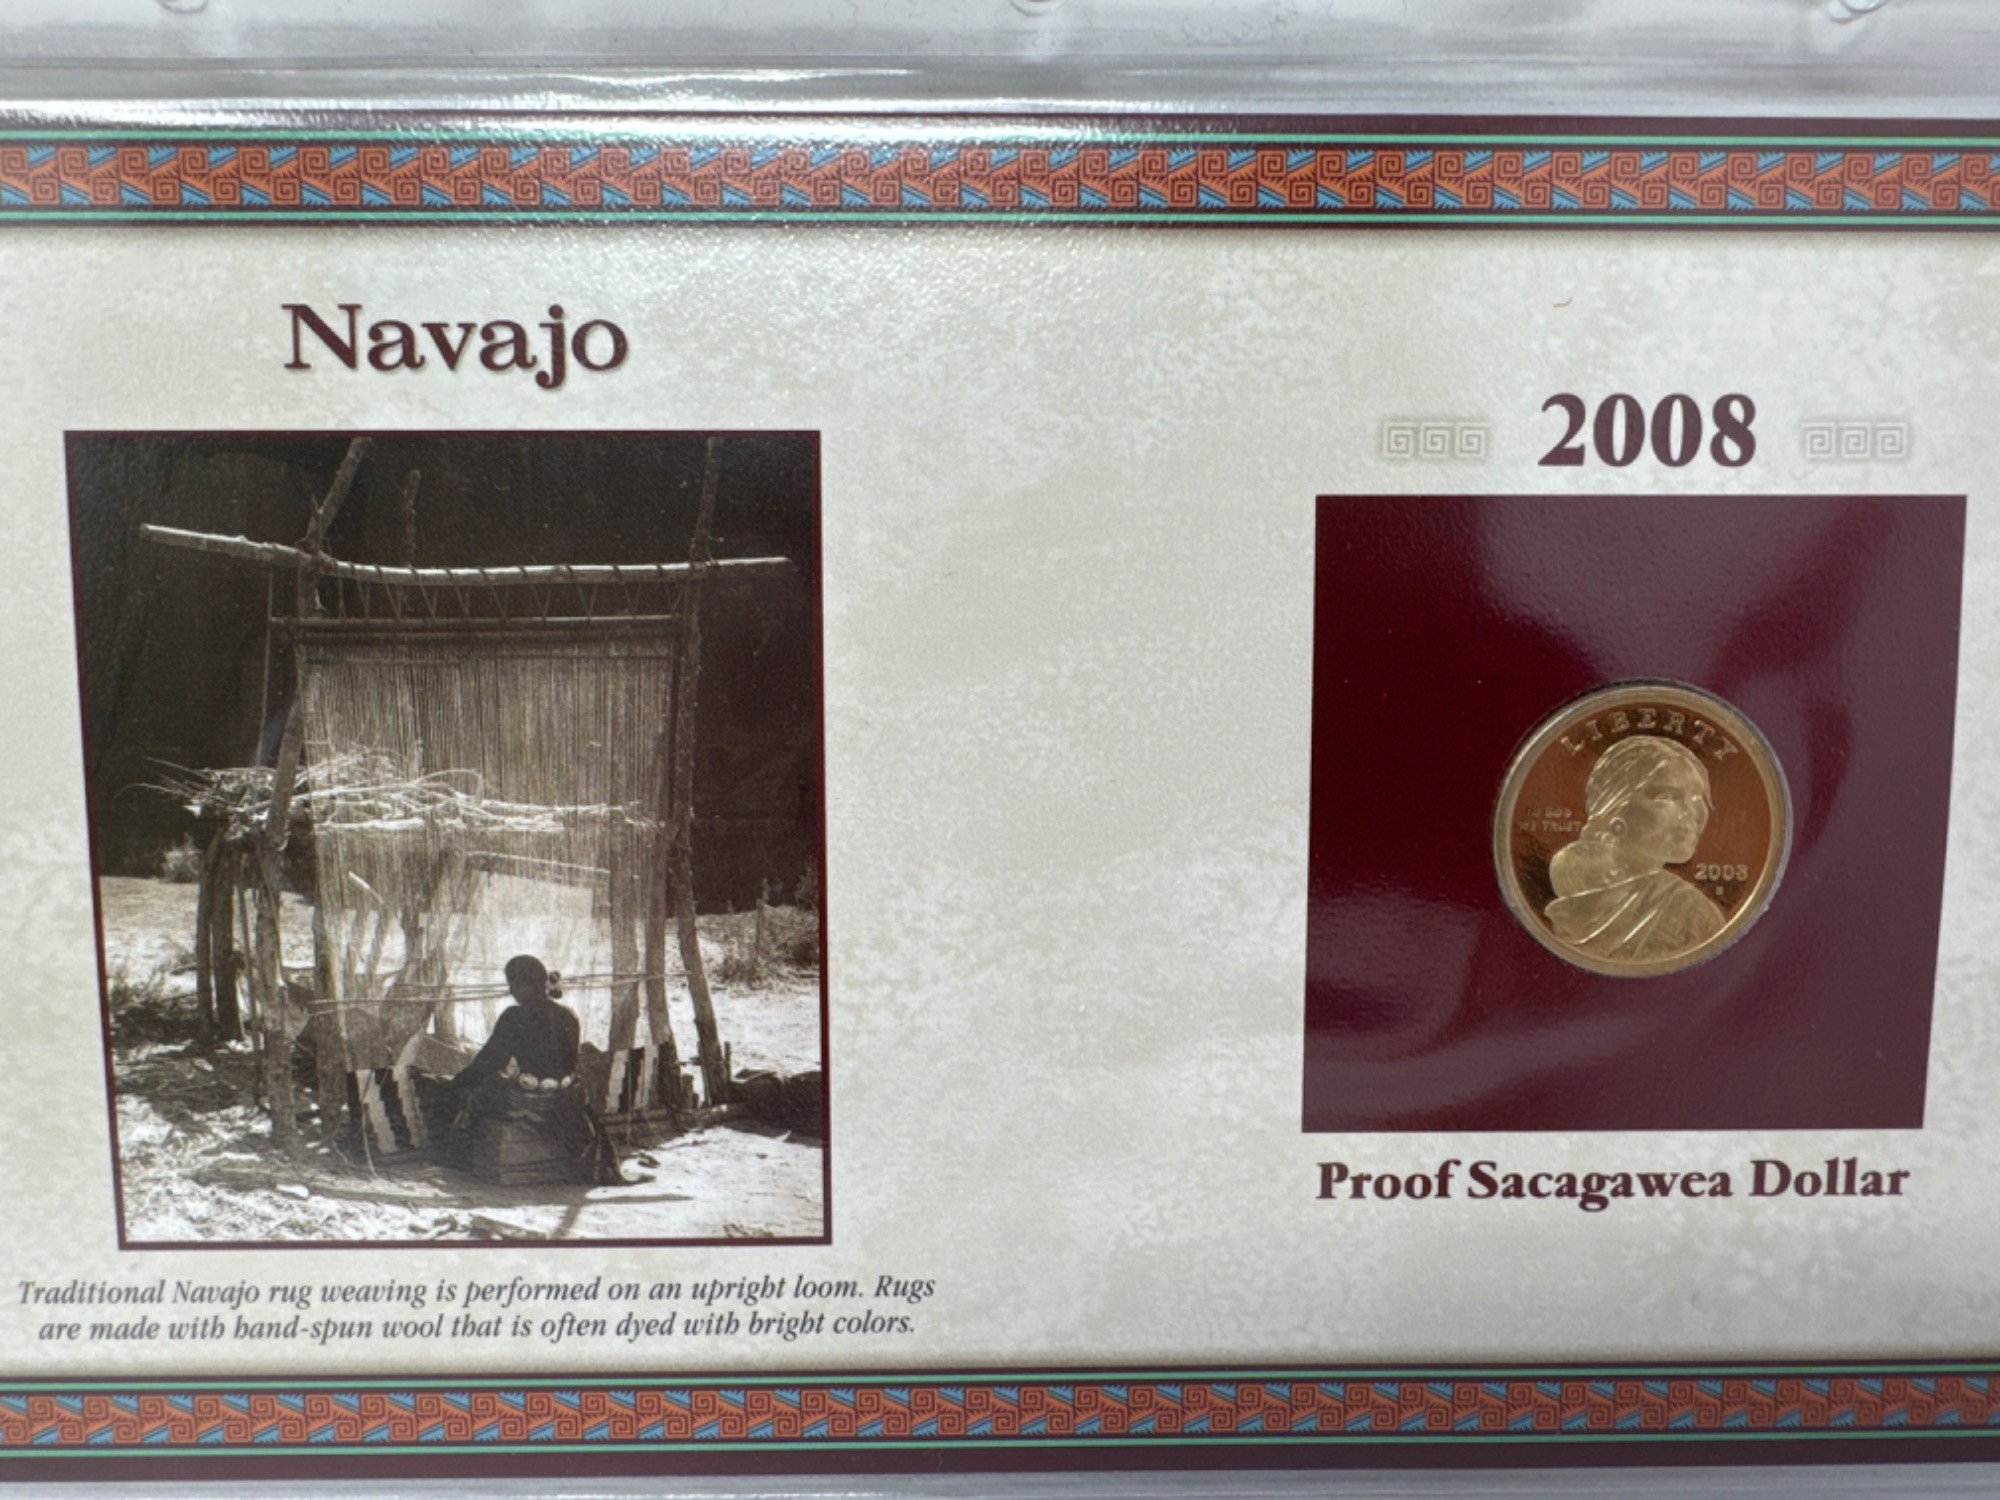 Navajo
Traditional Navajo rug weaving is performed on an upright loom. Rugs
are made with hand-spun wool that is often dyed with bright colors.
2008
LIBERTY
IN GOD
WE TRUST
2008
S
Proof Sacagawea Dollar